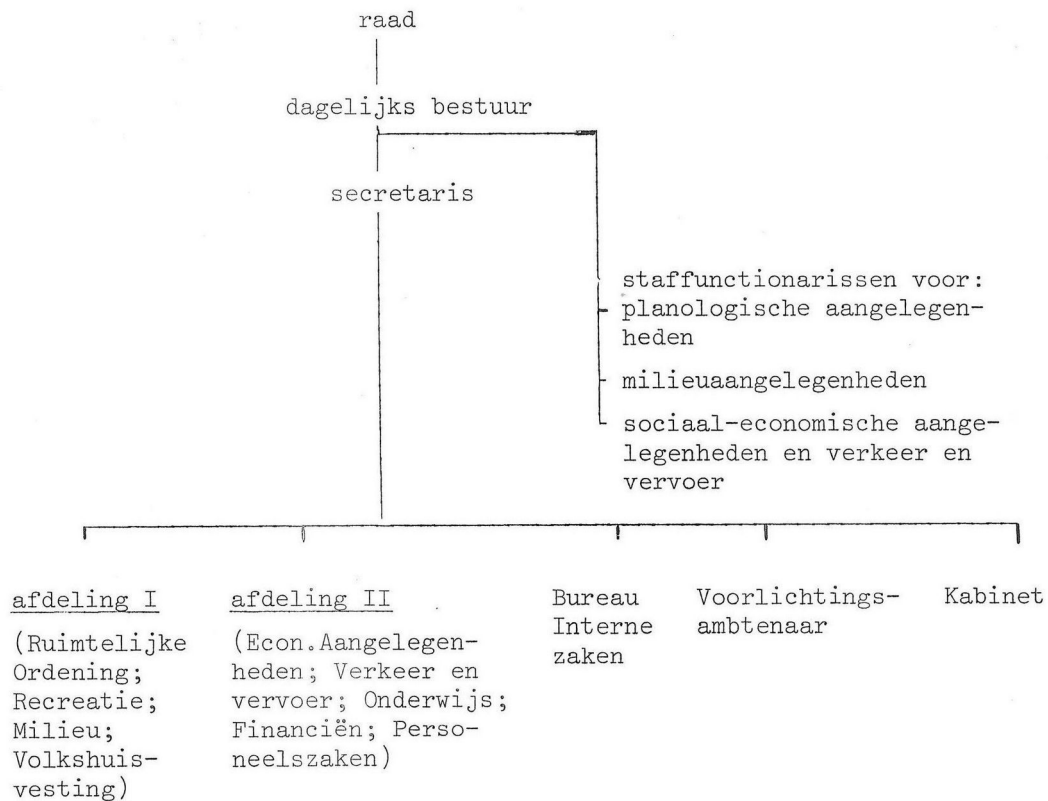 raad
dagelijks bestuur
secretaris
staffunctionarissen voor:
planologische aangelegen-
heden
milieuaangelegenheden
sociaal-economische aange-
legenheden en verkeer en
vervoer
afdeling I
(Ruimtelijke
Ordening;
Recreatie;
Milieu;
Volkshuis-
vesting)
afdeling II
(Econ.Aangelegen-
heden; Verkeer en
vervoer; Onderwijs;
Financiën; Perso-
neelszaken)
Bureau
Interne
zaken
Voorlichtings-
ambtenaar
Kabinet